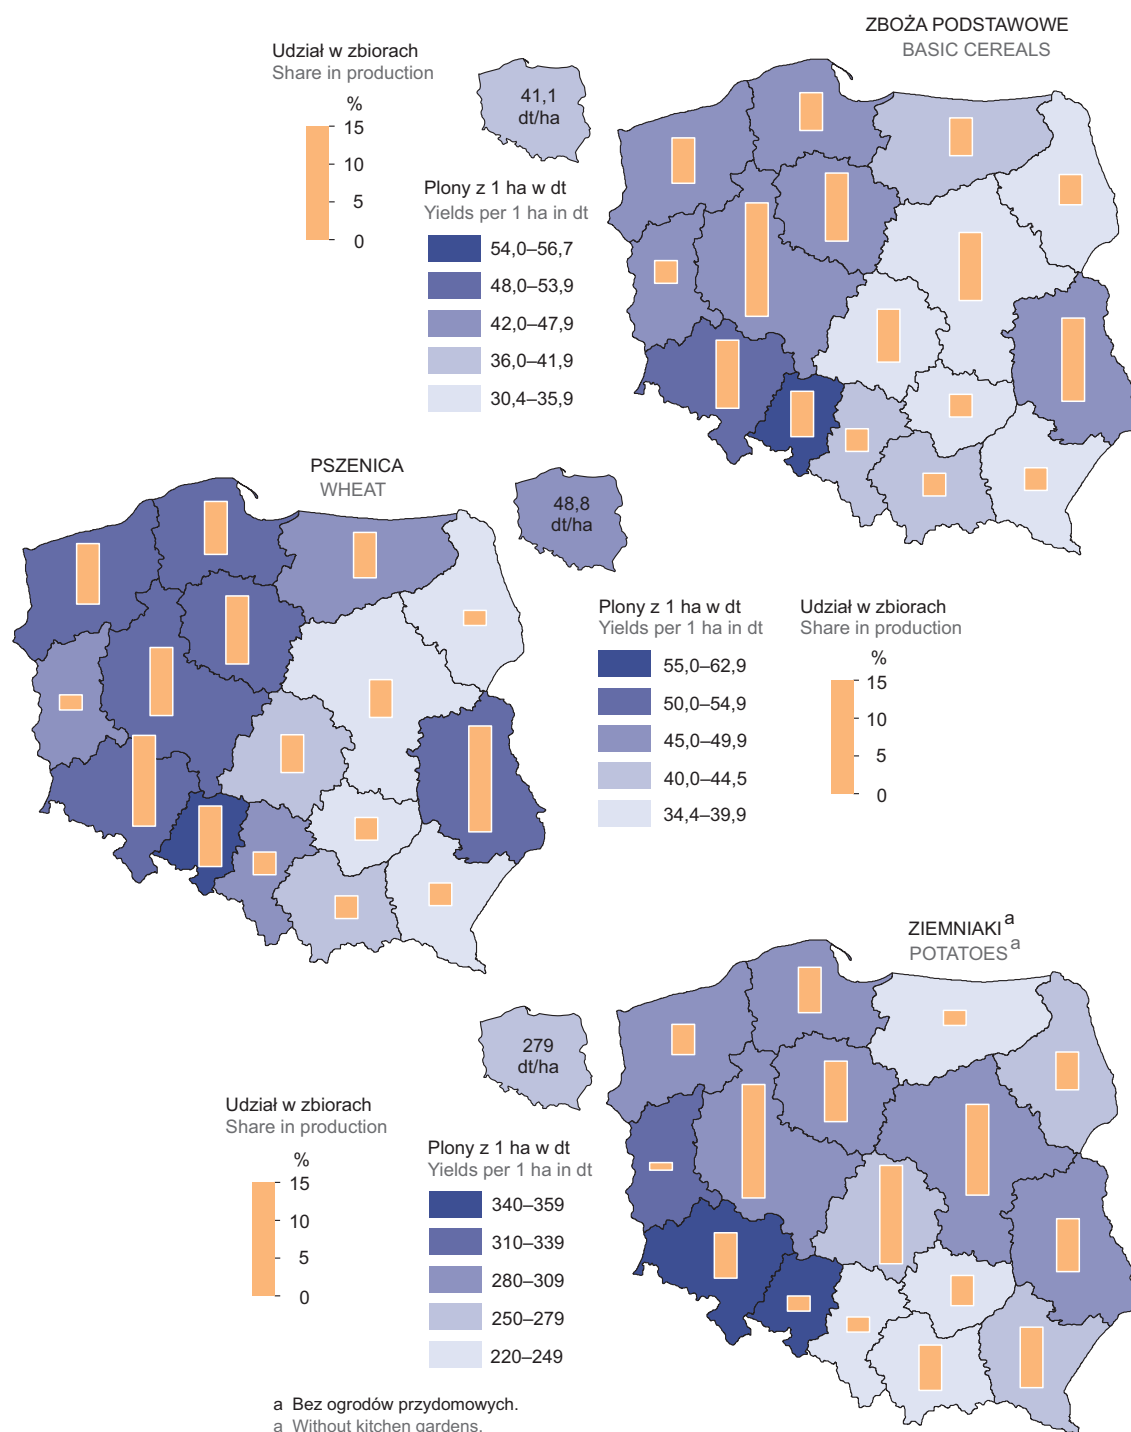 ZBOŻA PODSTAWOWE
BASIC CEREALS
Udział w zbiorach
Share in production
%
15
10
5
0
41,1
dt/ha
Plony z 1 ha w dt
Yields per 1 ha in dt
54,0–56,7
48,0–53,9
42,0–47,9
36,0–41,9
30,4–35,9
PSZENICA
WHEAT
48,8
dt/ha
Plony z 1 ha w dt
Yields per 1 ha in dt
55,0–62,9
50,0–54,9
45,0–49,9
40,0–44,5
34,4–39,9
Udział w zbiorach
Share in production
%
15
10
5
0
ZIEMNIAKI a
POTATOES a
279
dt/ha
Udział w zbiorach
Share in production
%
15
10
5
0
Plony z 1 ha w dt
Yields per 1 ha in dt
340–359
310–339
280–309
250–279
220–249
a Bez ogrodów przydomowych.
a Without kitchen gardens.